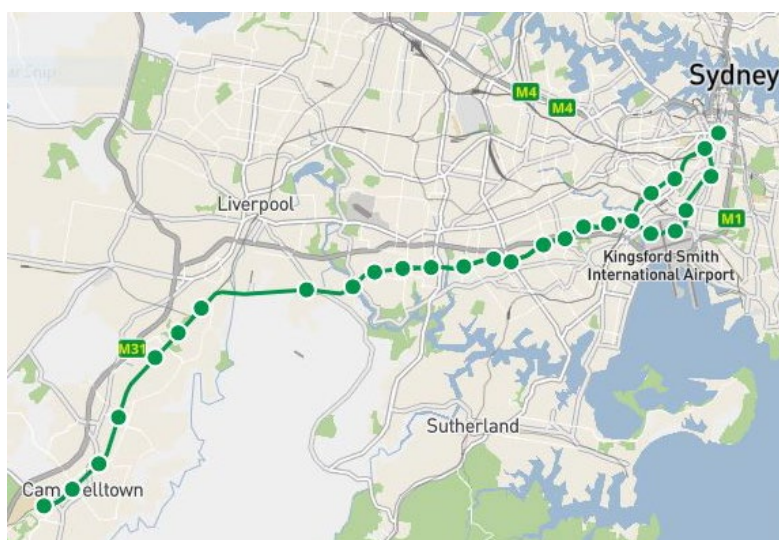 Sydney
M4
M4
Liverpool
M1
Kingsford Smith
International Airport
M31
Sutherland
Cam elltown